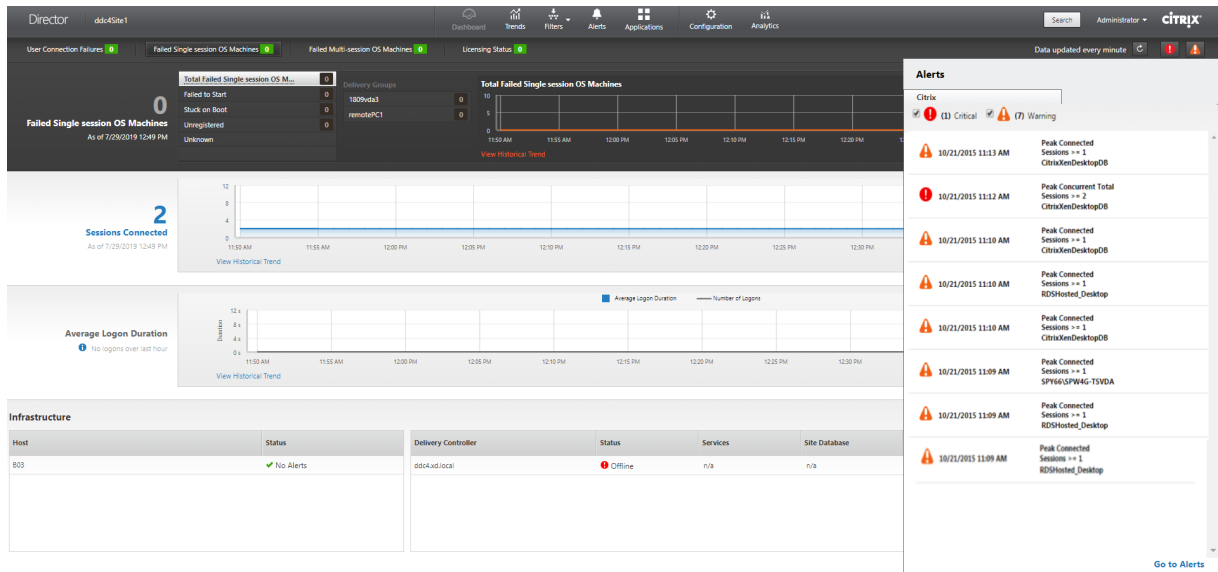 Director ddc4Site1 Dashboard Trends Filters Alerts Applications Configuration Analytics Search Administrator CITRIX
User Connection Failures 0 Failed Single session OS Machines 0 Failed Multi-session OS Machines 0 Licensing Status 0 Data updated every minute
0
Failed Single session OS Machines
As of 7/29/2019 12:49 PM
Total Failed Single session OS M... 0
Failed to Start 0
Stuck on Boot 0
Unregistered 0
Unknown
Delivery Groups
1809vda3 0
remotePC1 0
Total Failed Single session OS Machines
10
5
0
11:50 AM 11:55 AM 12:00 PM 12:05 PM 12:10 PM 12:15 PM 12:20 PM
View Historical Trend
2
Sessions Connected
As of 7/29/2019 12:49 PM
12
8
4
0
11:50 AM 11:55 AM 12:00 PM 12:05 PM 12:10 PM 12:15 PM 12:20 PM 12:25 PM 12:30 PM
View Historical Trend
Average Logon Duration
No logons over last hour
Average Logon Duration Number of Logons
Duration
12 s
8 s
4 s
0 s
11:50 AM 11:55 AM 12:00 PM 12:05 PM 12:10 PM 12:15 PM 12:20 PM 12:25 PM 12:30 PM
View Historical Trend
Infrastructure
Host Status
B03 No Alerts
Delivery Controller Status Services Site Database
ddc4.xd.local Offline n/a n/a
Alerts
Citrix
(1) Critical (7) Warning
10/21/2015 11:13 AM
Peak Connected
Sessions >= 1
CitrixXenDesktopDB
10/21/2015 11:12 AM
Peak Concurrent Total
Sessions >= 2
CitrixXenDesktopDB
10/21/2015 11:10 AM
Peak Connected
Sessions >= 1
CitrixXenDesktopDB
10/21/2015 11:10 AM
Peak Connected
Sessions >= 1
RDSHosted_Desktop
10/21/2015 11:10 AM
Peak Connected
Sessions >= 1
CitrixXenDesktopDB
10/21/2015 11:09 AM
Peak Connected
Sessions >= 1
SPY66\SPW4G-TSVDA
10/21/2015 11:09 AM
Peak Connected
Sessions >= 1
RDSHosted_Desktop
10/21/2015 11:09 AM
Peak Connected
Sessions >= 1
RDSHosted_Desktop
Go to Alerts